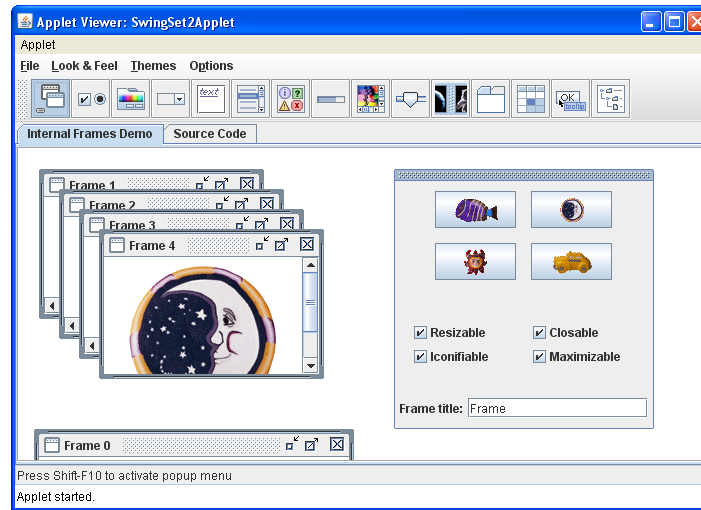 Applet Viewer: SwingSet2Applet
Applet
File Look & Feel Themes Options
text
OK
tool tip
Internal Frames Demo Source Code
Frame 1
Frame 2
Frame 3
Frame 4
Resizable Closable
Iconifiable Maximizable
Frame title: Frame
Frame 0
Press Shift-F10 to activate popup menu
Applet started.